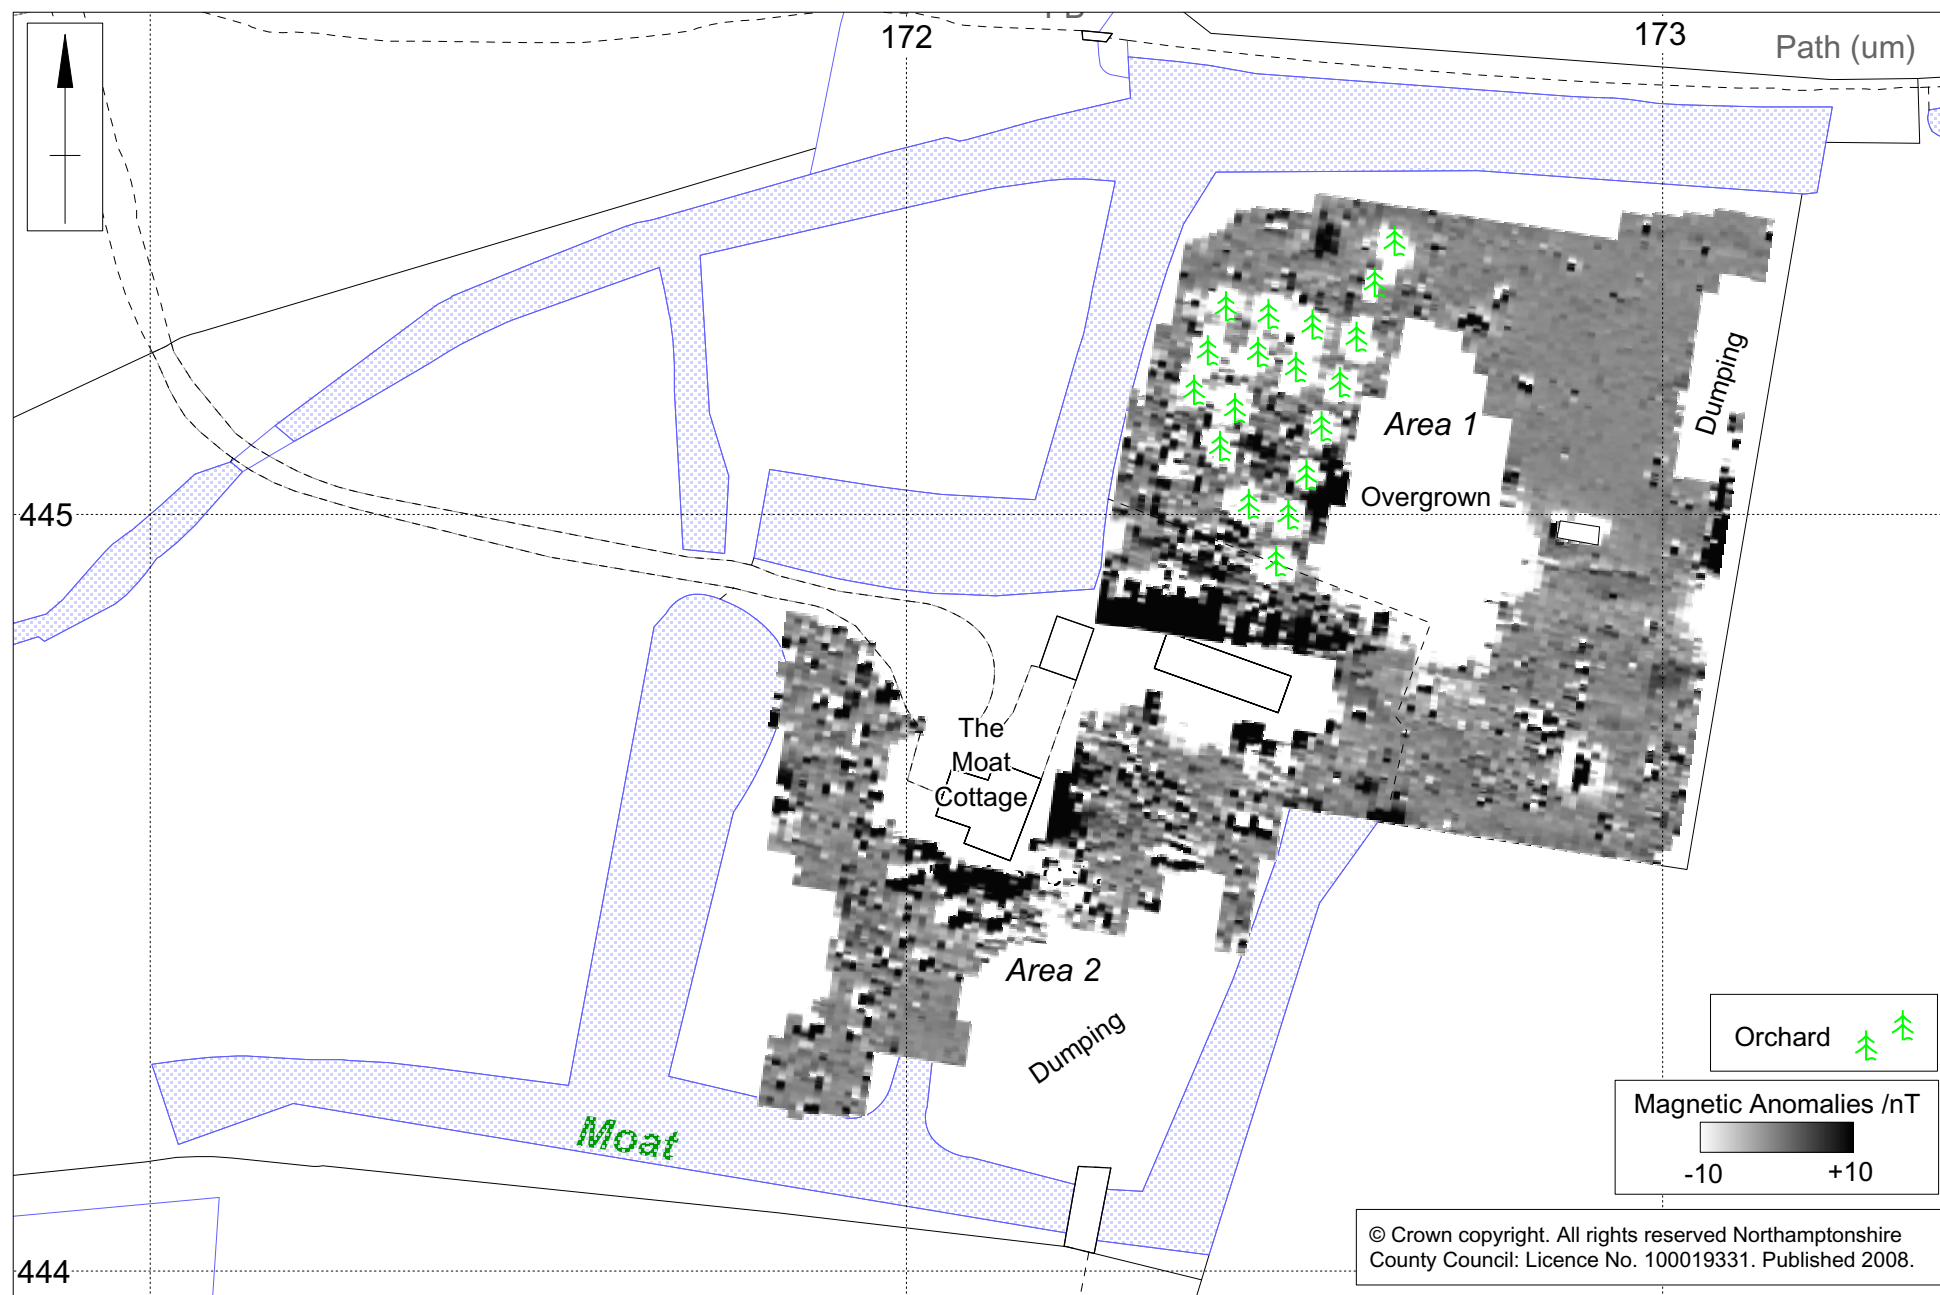 172
173
Path (um)
Dumping
Area 1
Overgrown
445
The
Moat
Cottage
Area 2
Dumping
Orchard
Magnetic Anomalies /nT
-10
+10
Moat
© Crown copyright. All rights reserved Northamptonshire
County Council: Licence No. 100019331. Published 2008.
444